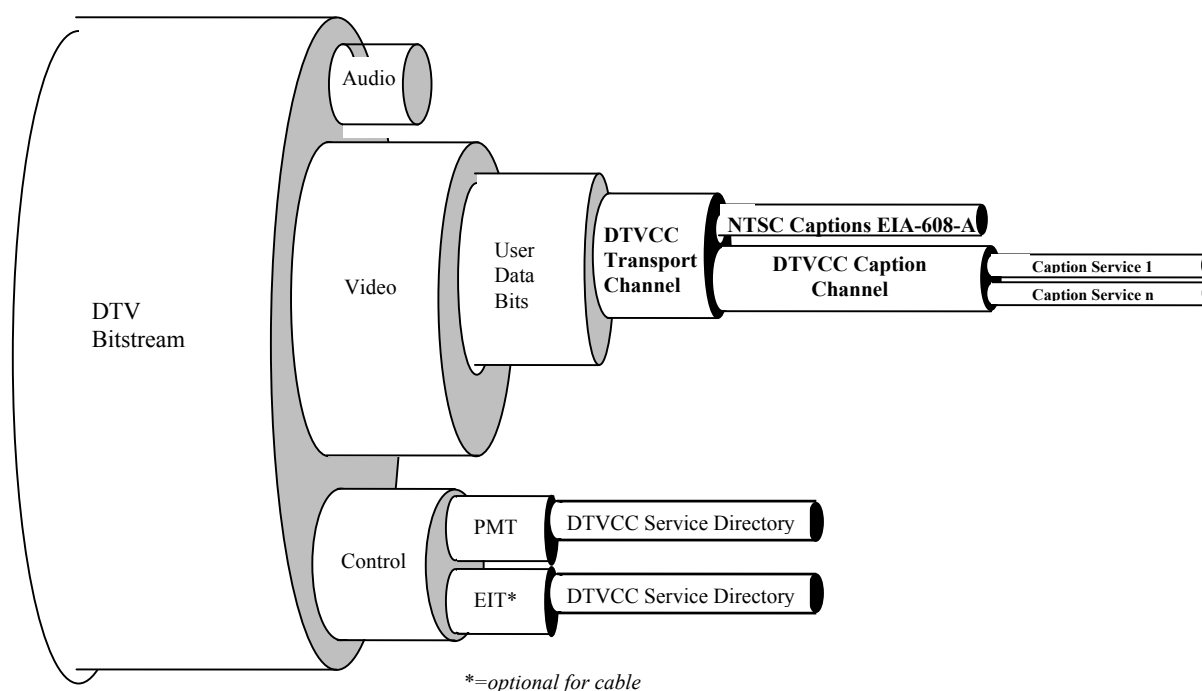 Audio
DTV
Bitstream
Video
User
Data
Bits
DTVCC
Transport
Channel
NTSC Captions EIA-608-A
DTVCC Caption
Channel
Caption Service 1
Caption Service n
Control
PMT
DTVCC Service Directory
EIT*
DTVCC Service Directory
*=optional for cable